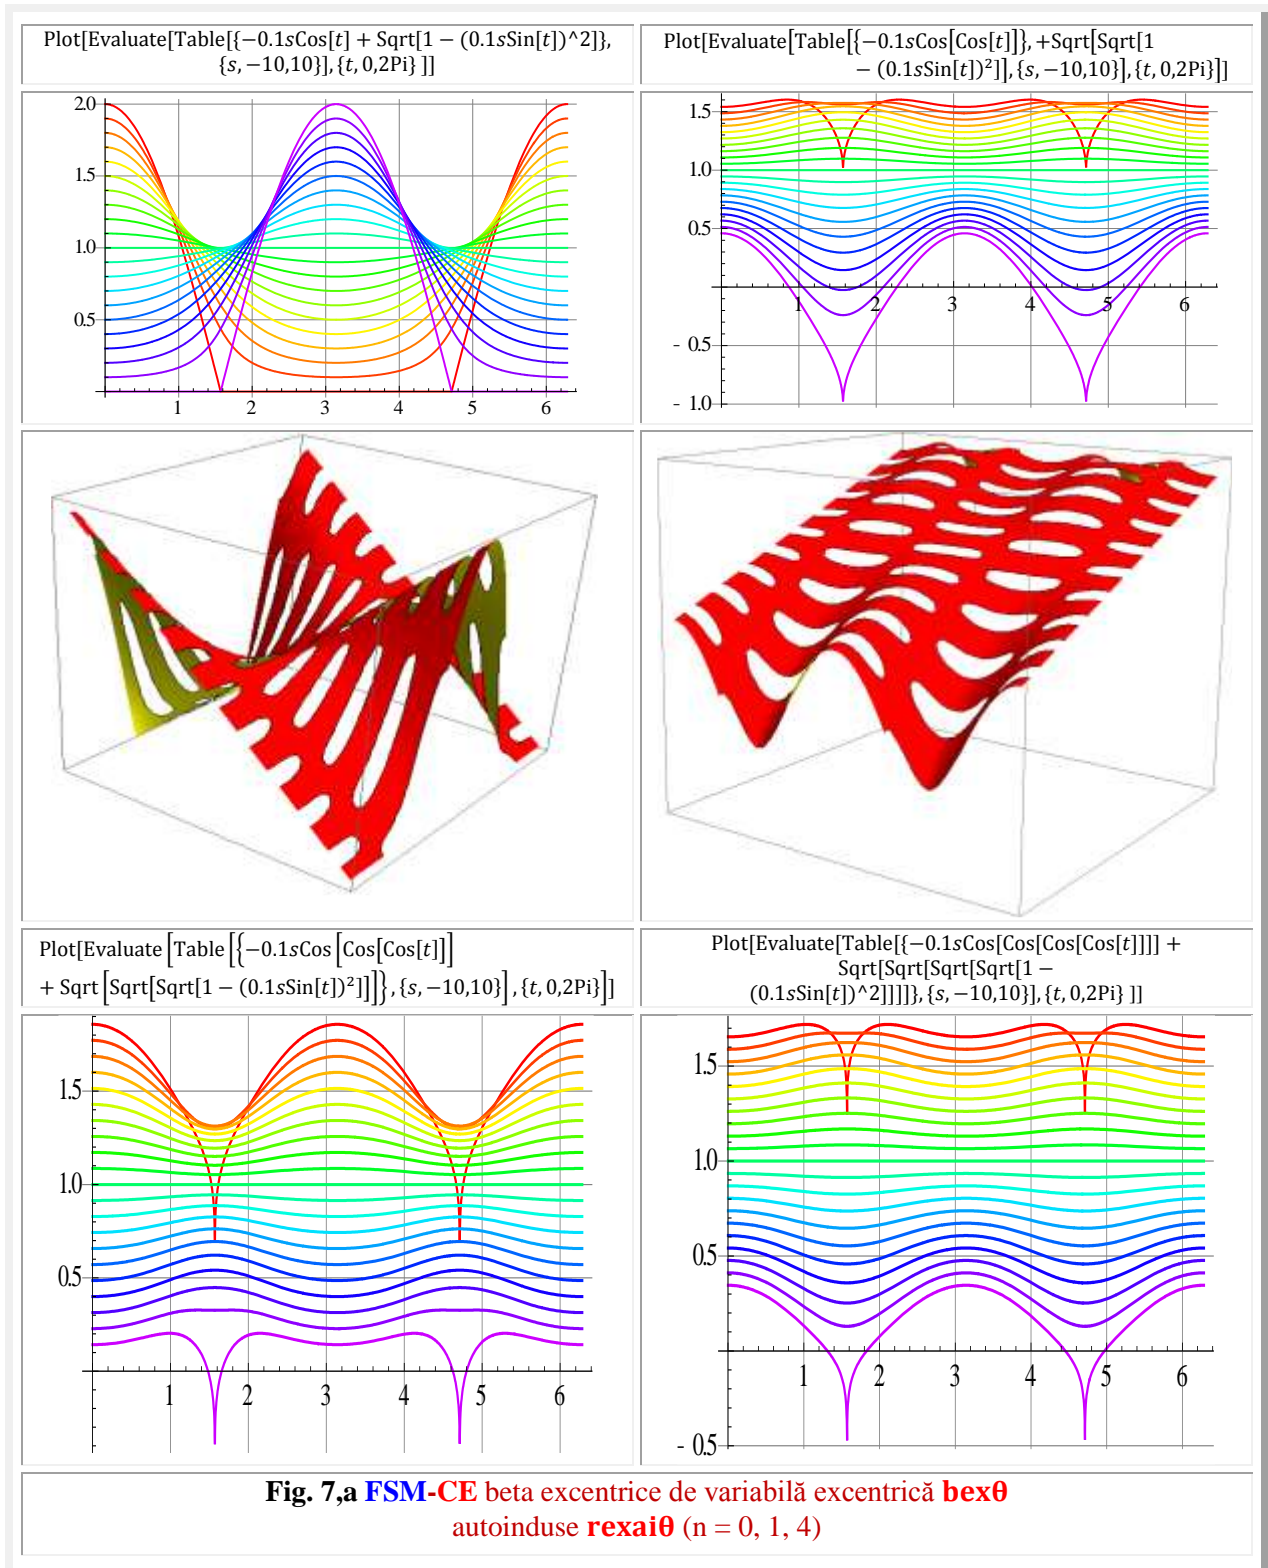 Plot[Evaluate[Table[{−0.1sCos[t] + Sqrt[1 − (0.1sSin[t])^2]},
{s, −10,10}], {t, 0,2Pi} ]]
Plot[Evaluate[Table[{−0.1sCos[Cos[t]]}, +Sqrt[Sqrt[1
− (0.1sSin[t])²]], {s, −10,10}], {t, 0,2Pi}]]
2.0
1.5
1.0
0.5
1 2 3 4 5 6
1.5
1.0
0.5
1 2 3 4 5 6
- 0.5
- 1.0
Plot[Evaluate[Table[{−0.1sCos[Cos[Cos[t]]]
+ Sqrt[Sqrt[Sqrt[1 − (0.1sSin[t])²]]]}, {s, −10,10}], {t, 0,2Pi}]]
Plot[Evaluate[Table[{−0.1sCos[Cos[Cos[Cos[t]]]] +
Sqrt[Sqrt[Sqrt[Sqrt[1 −
(0.1sSin[t])^2]]]]}, {s, −10,10}], {t, 0,2Pi} ]]
1.5
1.0
0.5
1 2 3 4 5 6
1.5
1.0
0.5
1 2 3 4 5 6
- 0.5
Fig. 7,a FSM-CE beta excentrice de variabilă excentrică bexθ
autoinduse rexaiθ (n = 0, 1, 4)